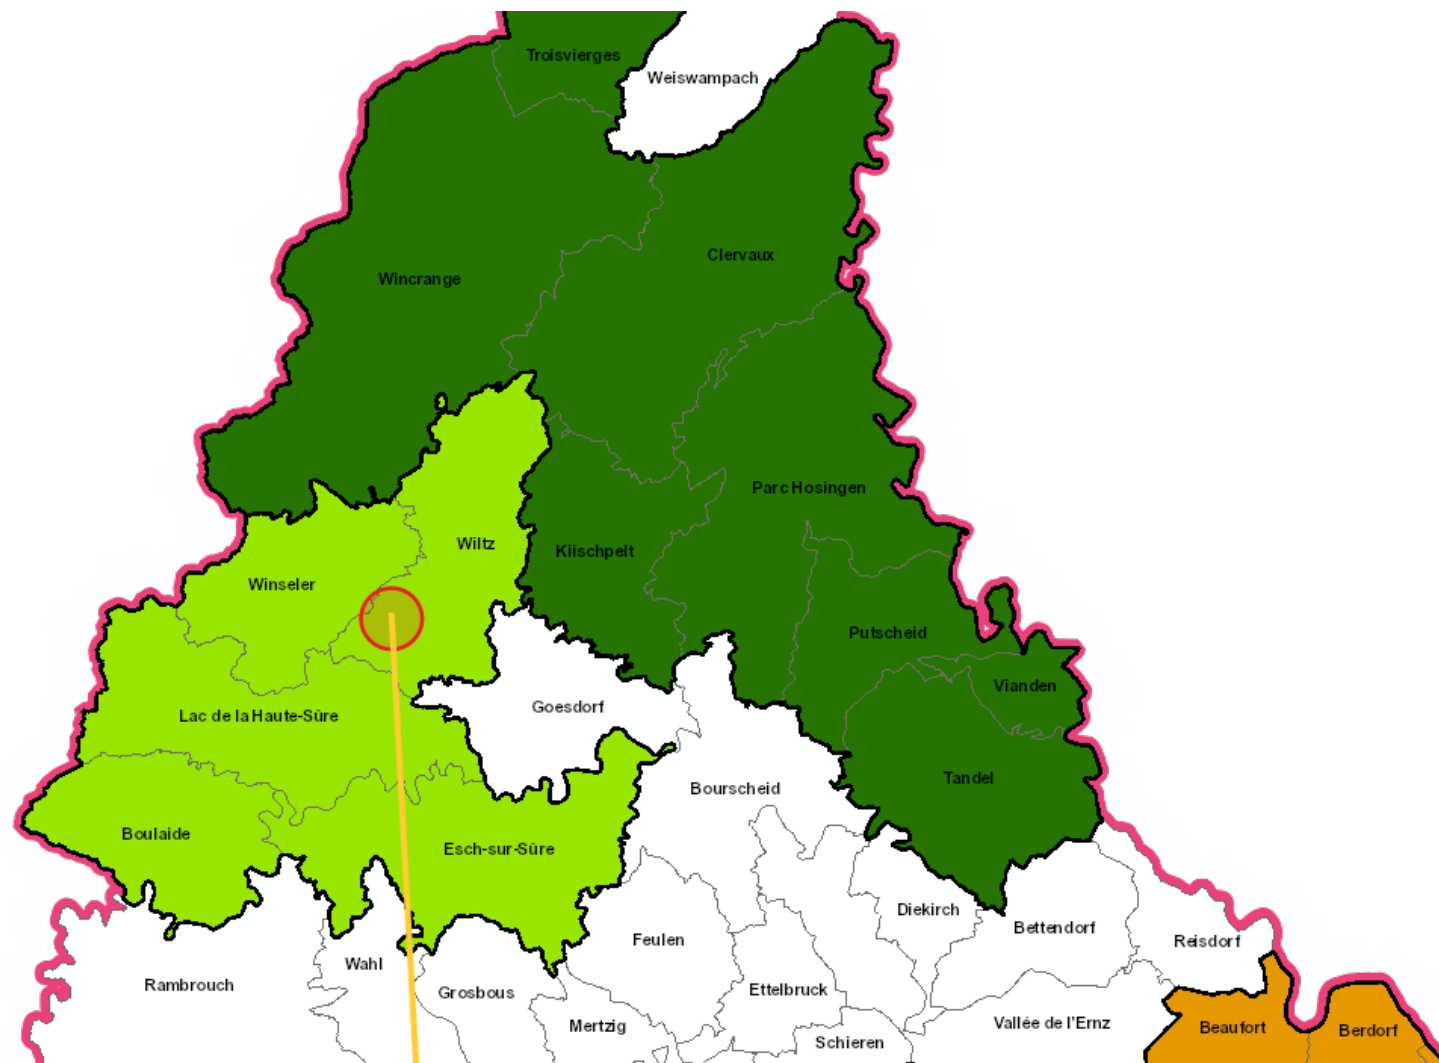 Troisvierges
Weiswampach
Clervaux
Wincrange
Parc Hosingen
Wiltz
Kiischpelt
Winseler
Putscheid
Vianden
Goesdorf
Lac de la Haute-Sûre
Tandel
Bourscheid
Boulaide
Esch-sur-Sûre
Diekirch
Bettendorf
Feulen
Reisdorf
Wahl
Rambrouch
Ettelbruck
Grosbous
Vallée de l'Ernz
Mertzig
Beaufort
Berdorf
Schieren